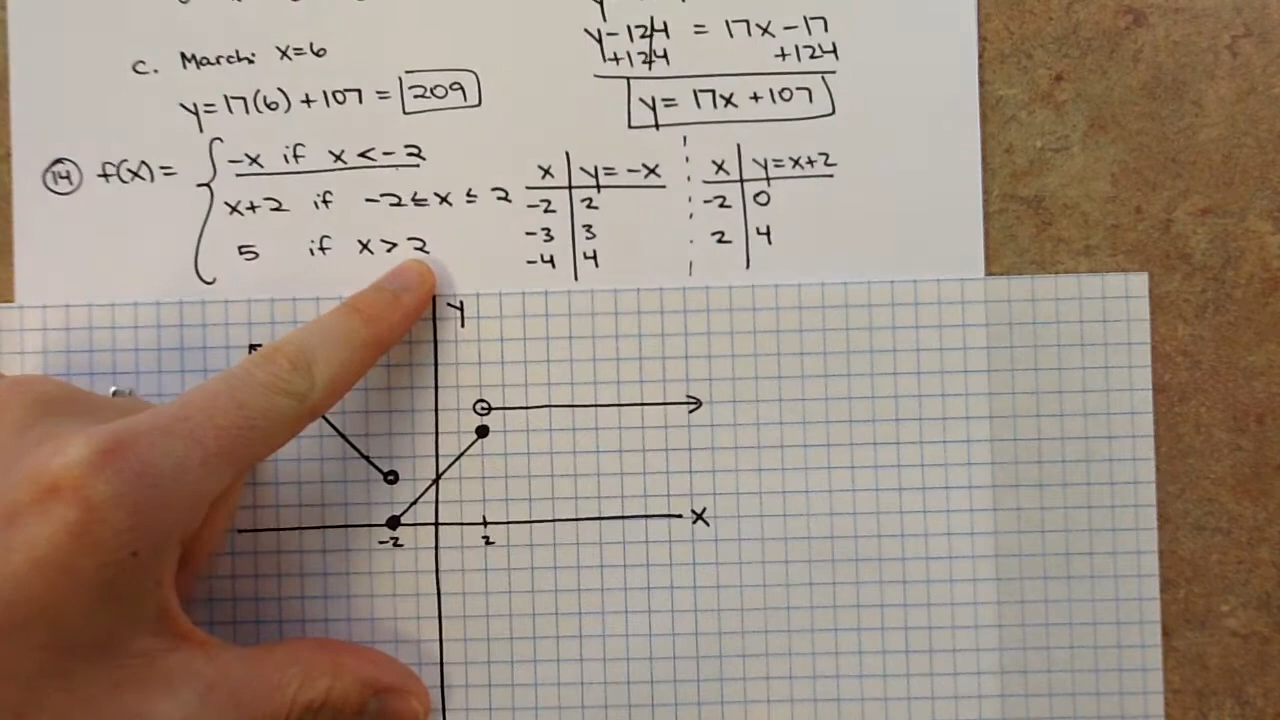 y-124 = 17x-17
+124 +124
y = 17x +107
c. March: x=6
y=17(6)+107 = 209
14 f(x)= { -x if x < -2
x+2 if -2 ≤ x ≤ 2
5 if x > 2
x y=-x
-2 2
-3 3
-4 4
x y=x+2
-2 0
2 4
y
x
-2 2